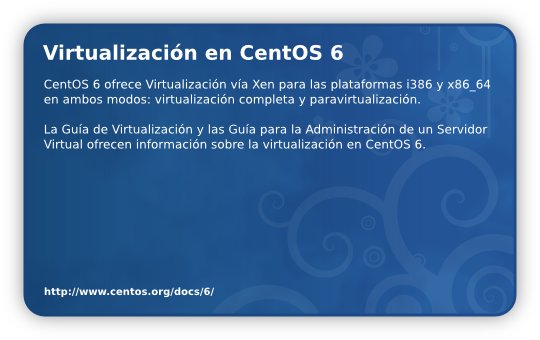 Virtualización en CentOS 6
CentOS 6 ofrece Virtualización vía Xen para las plataformas i386 y x86_64
en ambos modos: virtualización completa y paravirtualización.
La Guía de Virtualización y las Guía para la Administración de un Servidor
Virtual ofrecen información sobre la virtualización en CentOS 6.
http://www.centos.org/docs/6/